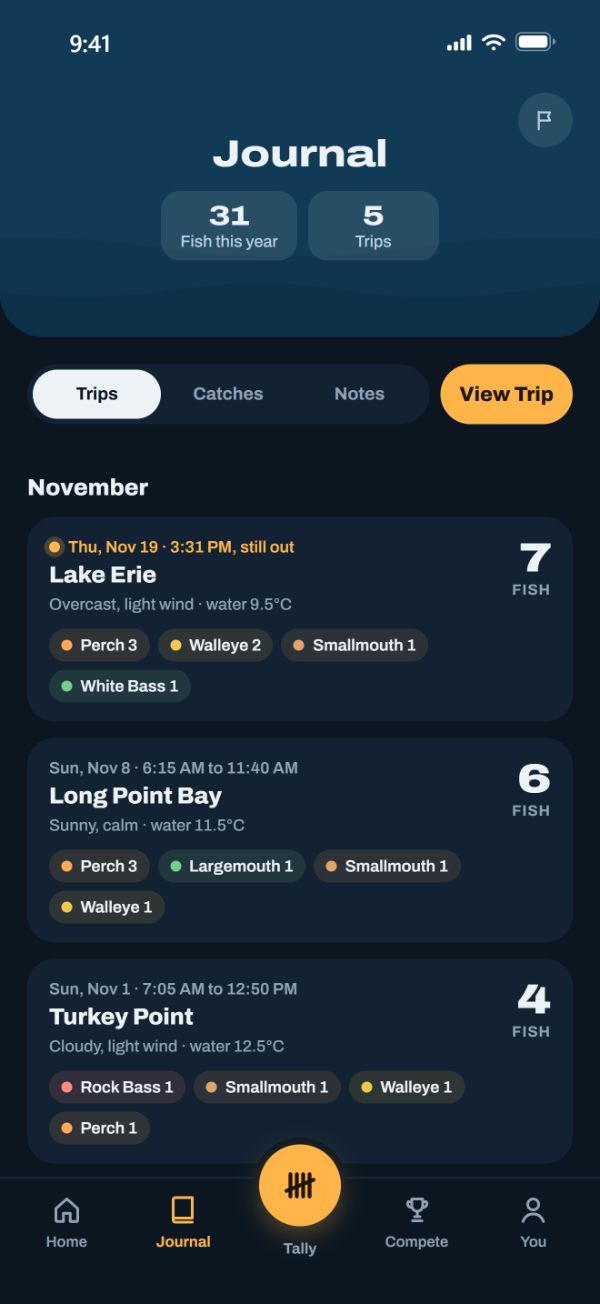 9:41
Journal
31
Fish this year
5
Trips
Trips
Catches
Notes
View Trip
November
Thu, Nov 19 · 3:31 PM, still out
Lake Erie
Overcast, light wind · water 9.5°C
7
FISH
Perch 3
Walleye 2
Smallmouth 1
White Bass 1
Sun, Nov 8 · 6:15 AM to 11:40 AM
Long Point Bay
Sunny, calm · water 11.5°C
6
FISH
Perch 3
Largemouth 1
Smallmouth 1
Walleye 1
Sun, Nov 1 · 7:05 AM to 12:50 PM
Turkey Point
Cloudy, light wind · water 12.5°C
4
FISH
Rock Bass 1
Smallmouth 1
Walleye 1
Perch 1
Home
Journal
Tally
Compete
You